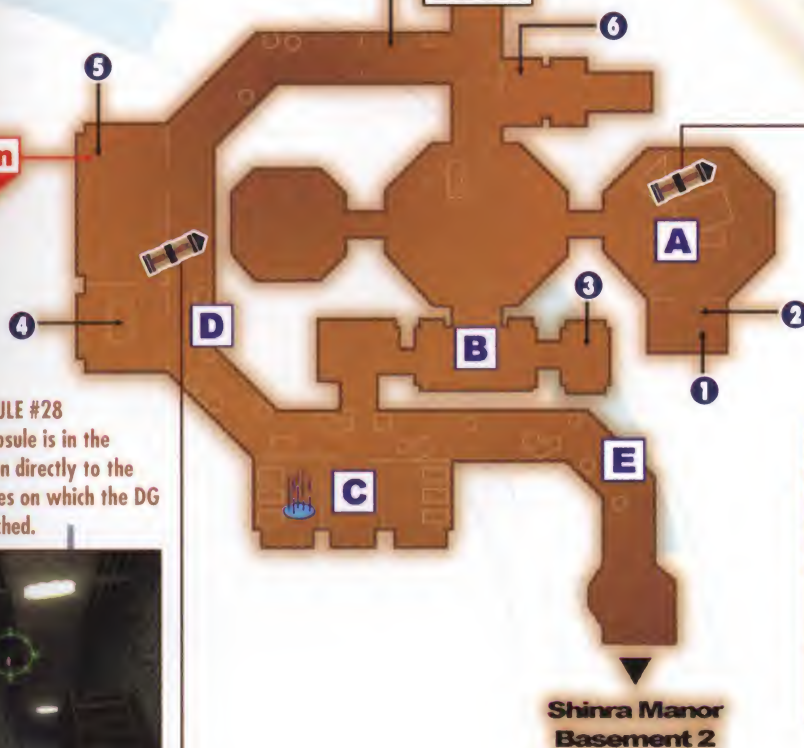 6
5
n
A
3
2
4
D
B
1
ULE #28
psule is in the
n directly to the
es on which the DG
ched.
E
C
Shinra Manor
Basement 2